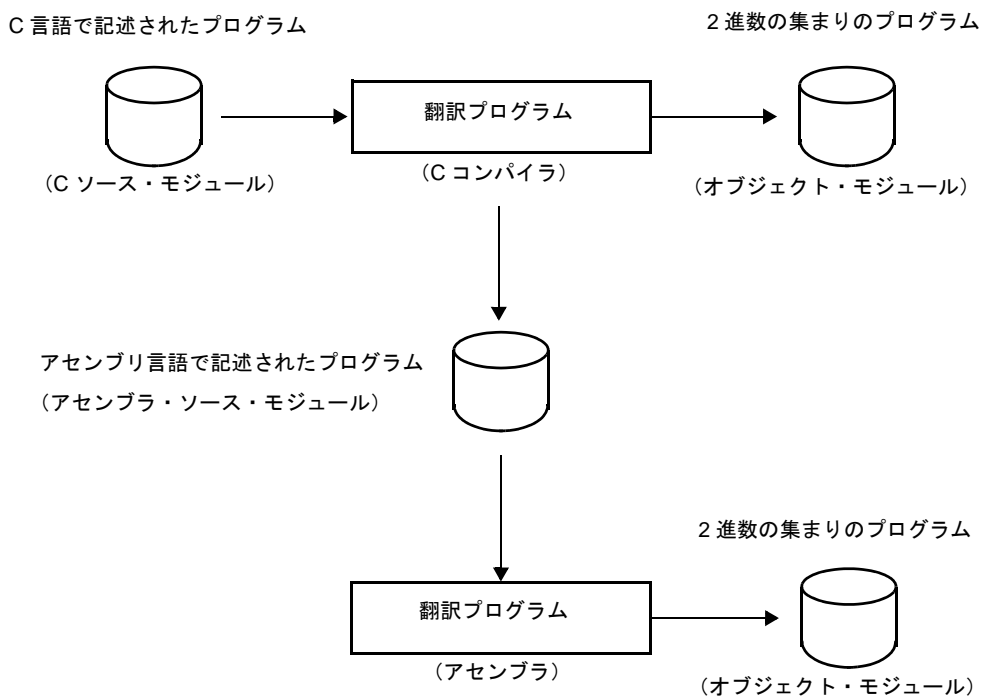 C 言語で記述されたプログラム
2 進数の集まりのプログラム
翻訳プログラム
(C ソース・モジュール)
(C コンパイラ)
(オブジェクト・モジュール)
アセンブリ言語で記述されたプログラム
(アセンブラ・ソース・モジュール)
2 進数の集まりのプログラム
翻訳プログラム
(アセンブラ)
(オブジェクト・モジュール)